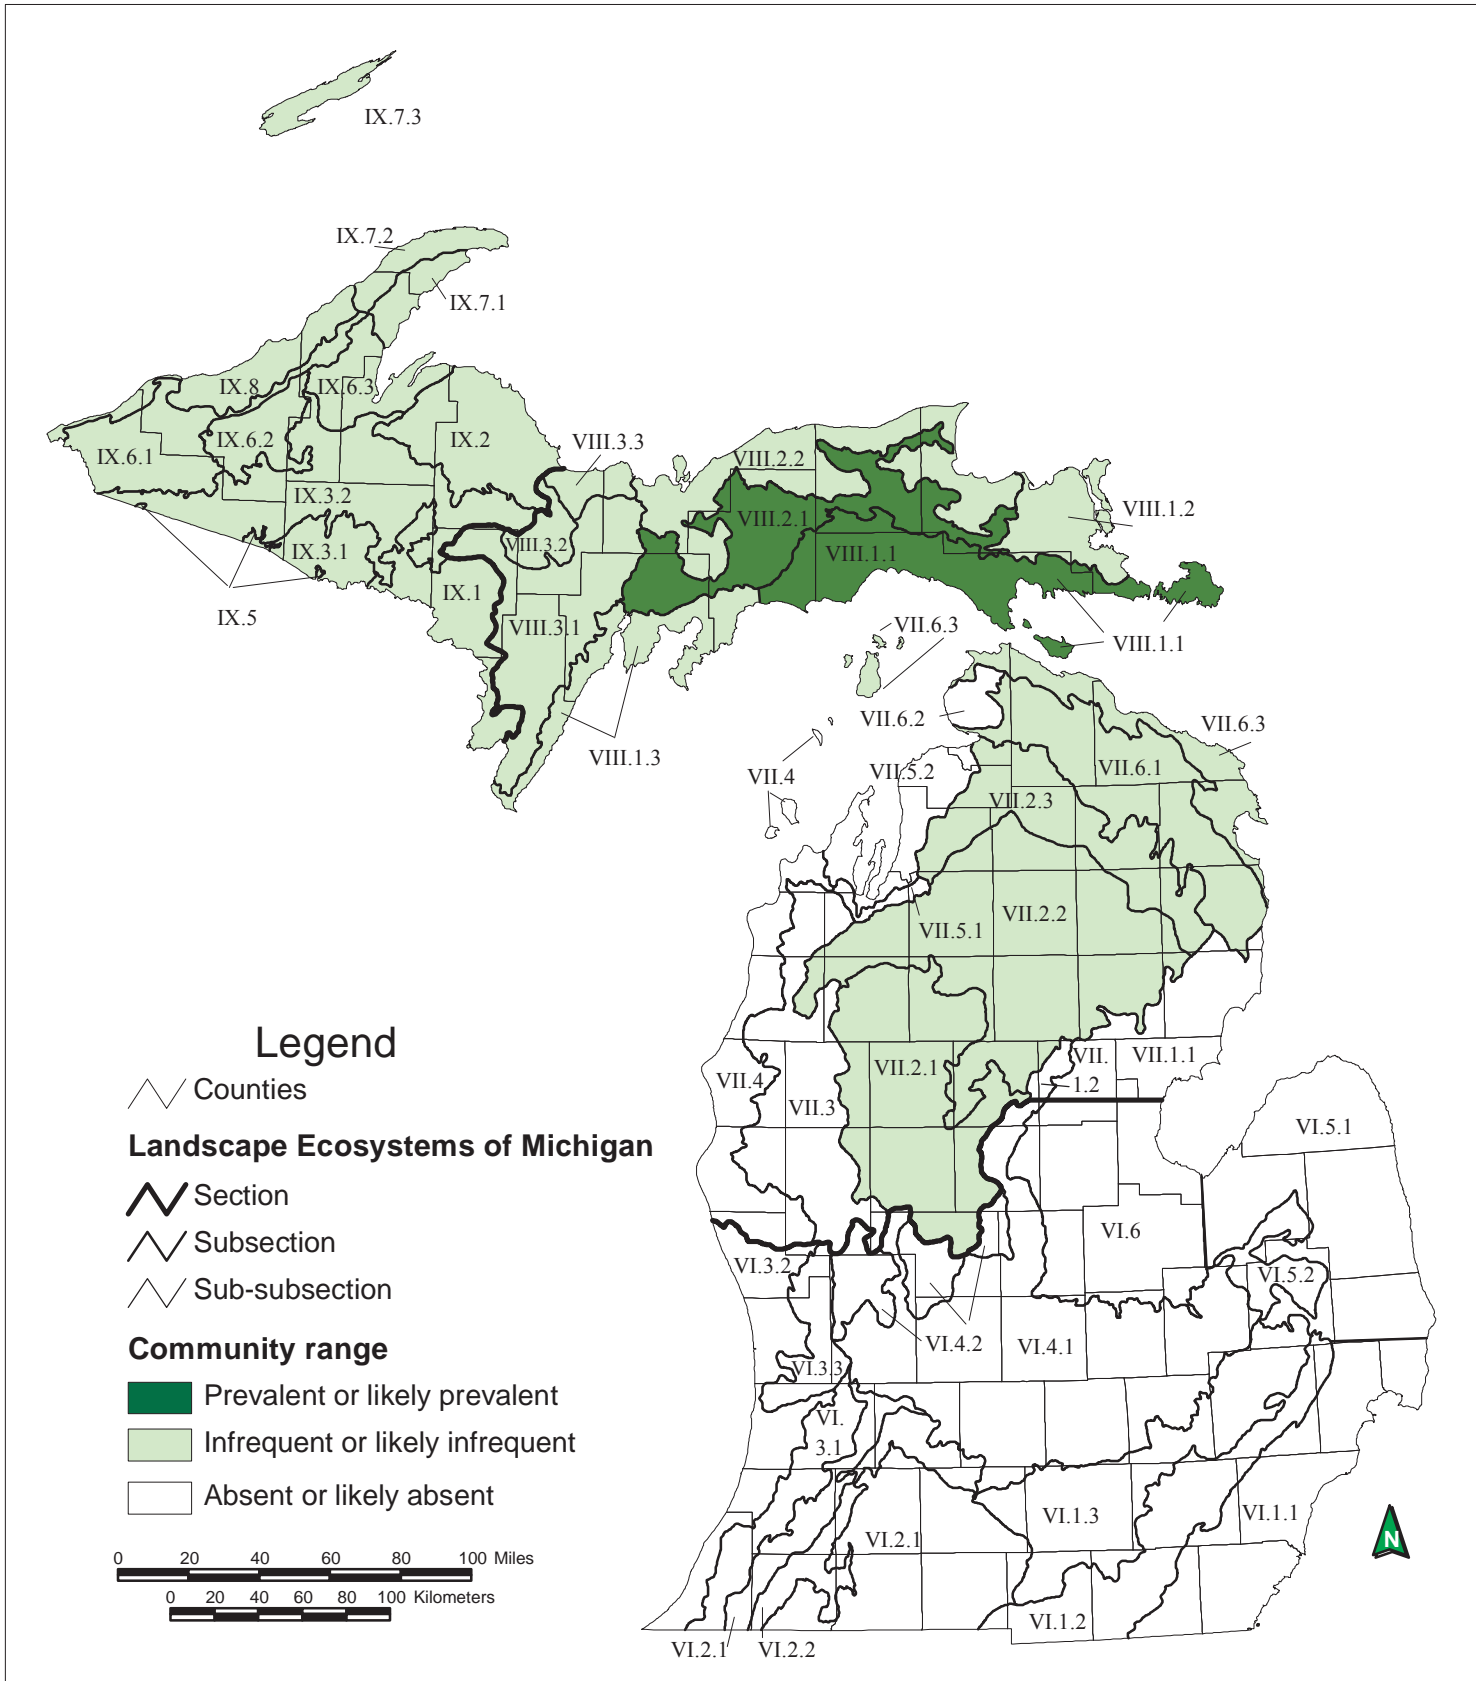 IX.7.3
IX.7.2
IX.7.1
IX.8
IX.6.3
IX.6.2
IX.2
IX.6.1
VIII.3.3
VIII.2.2
IX.3.2
VIII.2.1
VIII.1.2
IX.3.1
VIII.3.2
VIII.1.1
IX.5
IX.1
VIII.3.1
VII.6.3
VIII.1.1
VII.6.2
VII.6.3
VIII.1.3
VII.4
VII.5.2
VII.6.1
VII.2.3
VII.5.1
VII.2.2
VII.4
VII.3
VII.2.1
VII.
1.2
VII.1.1
VI.5.1
VI.6
VI.3.2
VI.5.2
VI.4.2
VI.4.1
VI.3.3
VI.
3.1
VI.2.1
VI.1.3
VI.1.1
VI.1.2
VI.2.1
VI.2.2
Legend
Counties
Landscape Ecosystems of Michigan
Section
Subsection
Sub-subsection
Community range
Prevalent or likely prevalent
Infrequent or likely infrequent
Absent or likely absent
0 20 40 60 80 100 Miles
0 20 40 60 80 100 Kilometers
N